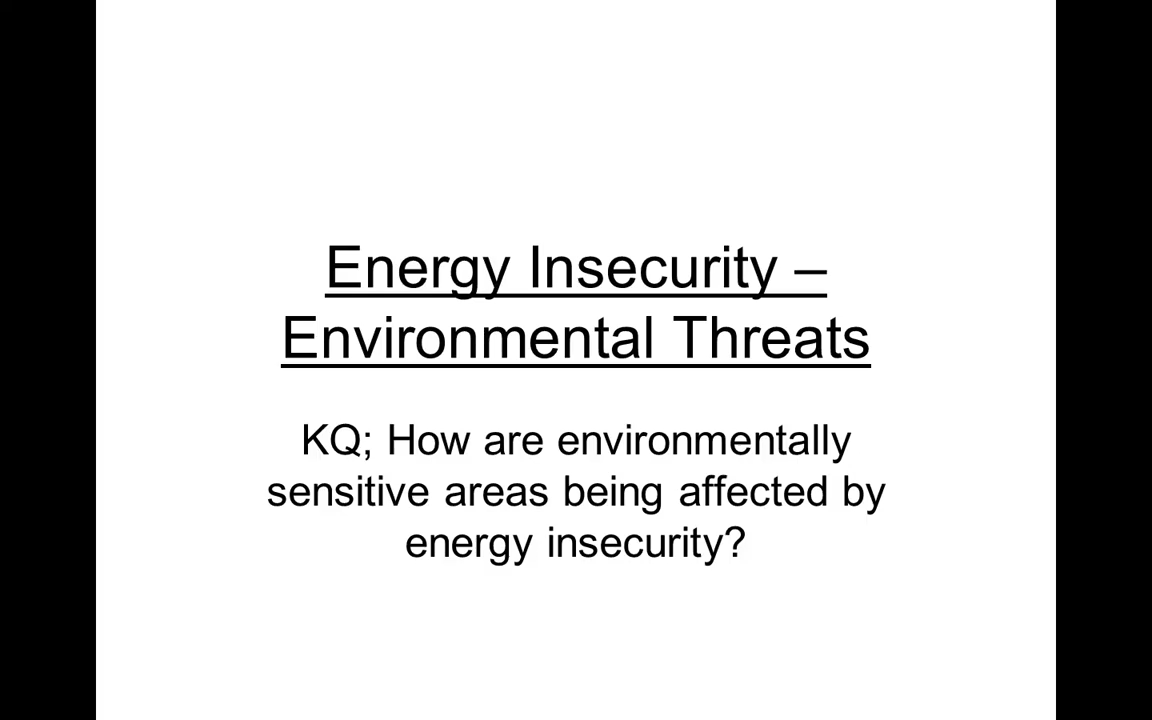 Energy Insecurity –
Environmental Threats
KQ; How are environmentally
sensitive areas being affected by
energy insecurity?